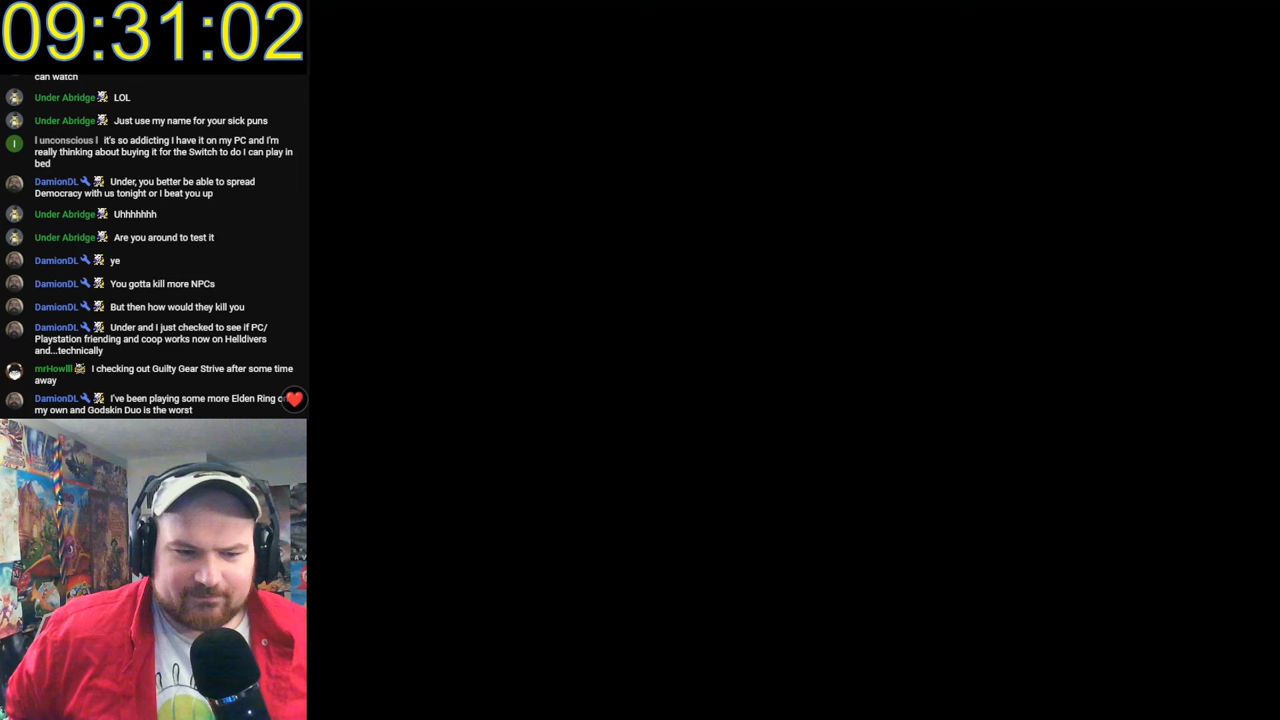 09:31:02
can watch
Under Abridge LOL
Under Abridge Just use my name for your sick puns
I
I unconscious I it's so addicting I have it on my PC and I'm
really thinking about buying it for the Switch to do I can play in
bed
DamionDL Under, you better be able to spread
Democracy with us tonight or I beat you up
Under Abridge Uhhhhhhh
Under Abridge Are you around to test it
DamionDL ye
DamionDL You gotta kill more NPCs
DamionDL But then how would they kill you
DamionDL Under and I just checked to see if PC/
Playstation friending and coop works now on Helldivers
and...technically
mrHowlll I checking out Guilty Gear Strive after some time
away
DamionDL I've been playing some more Elden Ring
my own and Godskin Duo is the worst